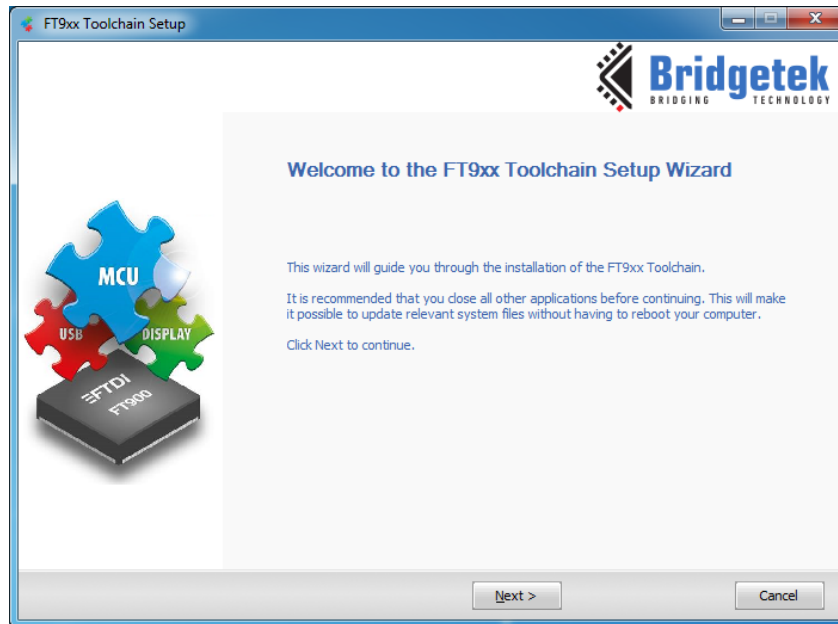 FT9xx Toolchain Setup
Bridgetek
BRIDGING TECHNOLOGY
Welcome to the FT9xx Toolchain Setup Wizard
This wizard will guide you through the installation of the FT9xx Toolchain.
It is recommended that you close all other applications before continuing. This will make
it possible to update relevant system files without having to reboot your computer.
Click Next to continue.
MCU
USB
DISPLAY
FTDI
FT900
Next >
Cancel